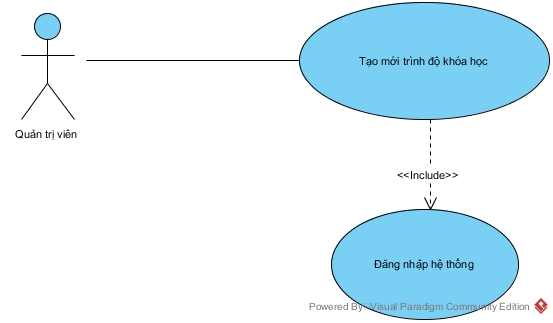 Tạo mới trình độ khóa học
Quản trị viên
<<Include>>
Đăng nhập hệ thống
Powered By Visual Paradigm Community Edition